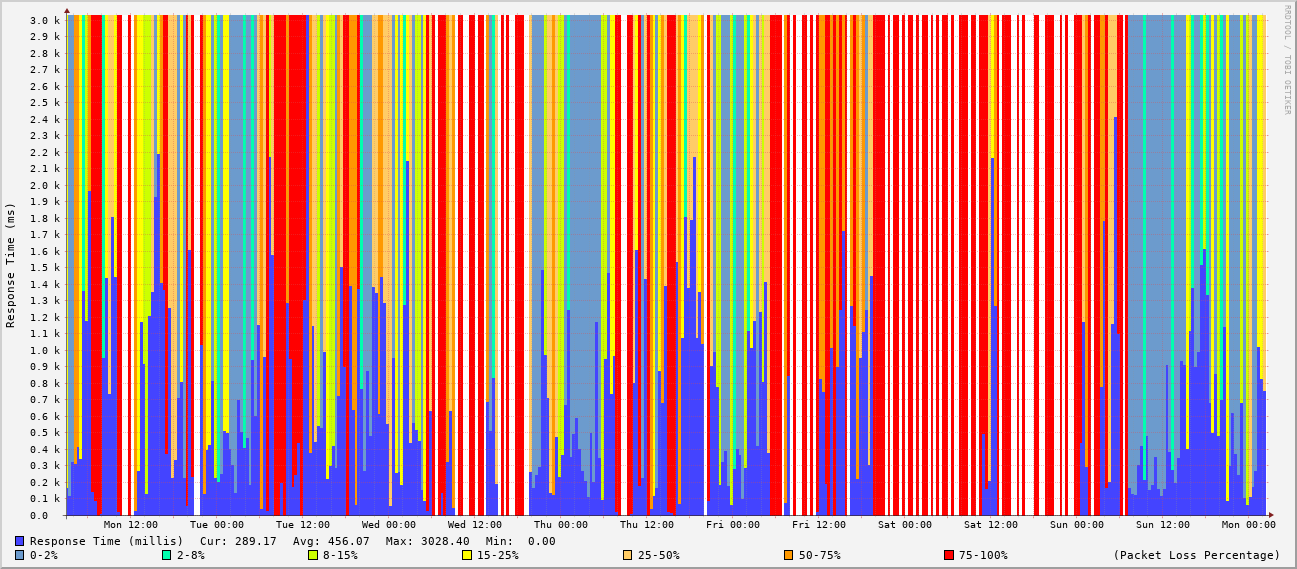 3.0 k
2.9 k
2.8 k
2.7 k
2.6 k
2.5 k
2.4 k
2.3 k
2.2 k
2.1 k
2.0 k
1.9 k
1.8 k
1.7 k
1.6 k
1.5 k
1.4 k
1.3 k
1.2 k
1.1 k
1.0 k
0.9 k
0.8 k
0.7 k
0.6 k
0.5 k
0.4 k
0.3 k
0.2 k
0.1 k
0.0
Response Time (ms)
RRDTOOL / TOBI OETIKER
Mon 12:00 Tue 00:00 Tue 12:00 Wed 00:00 Wed 12:00 Thu 00:00 Thu 12:00 Fri 00:00 Fri 12:00 Sat 00:00 Sat 12:00 Sun 00:00 Sun 12:00 Mon 00:00
Response Time (millis) Cur: 289.17 Avg: 456.07 Max: 3028.40 Min: 0.00
0-2% 2-8% 8-15% 15-25% 25-50% 50-75% 75-100% (Packet Loss Percentage)